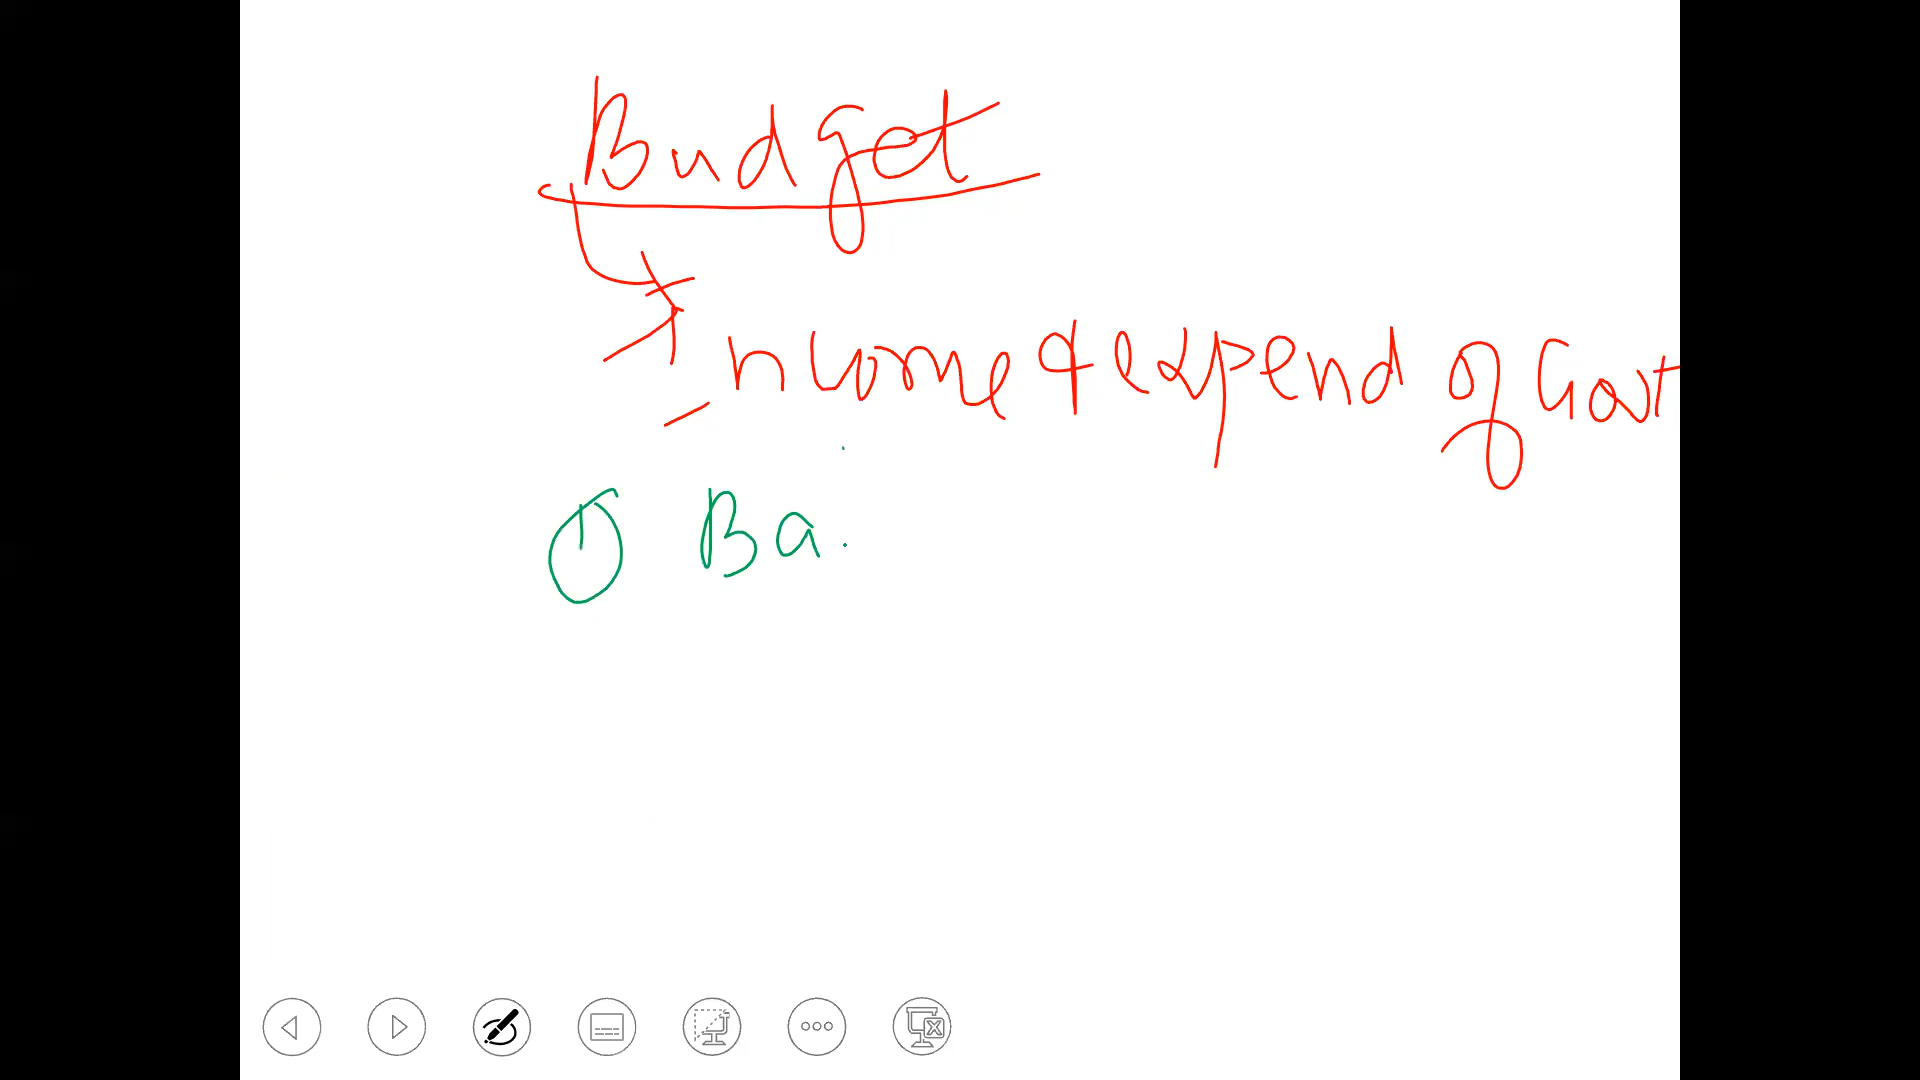 Budget
Income & expend of Govt
① Ba